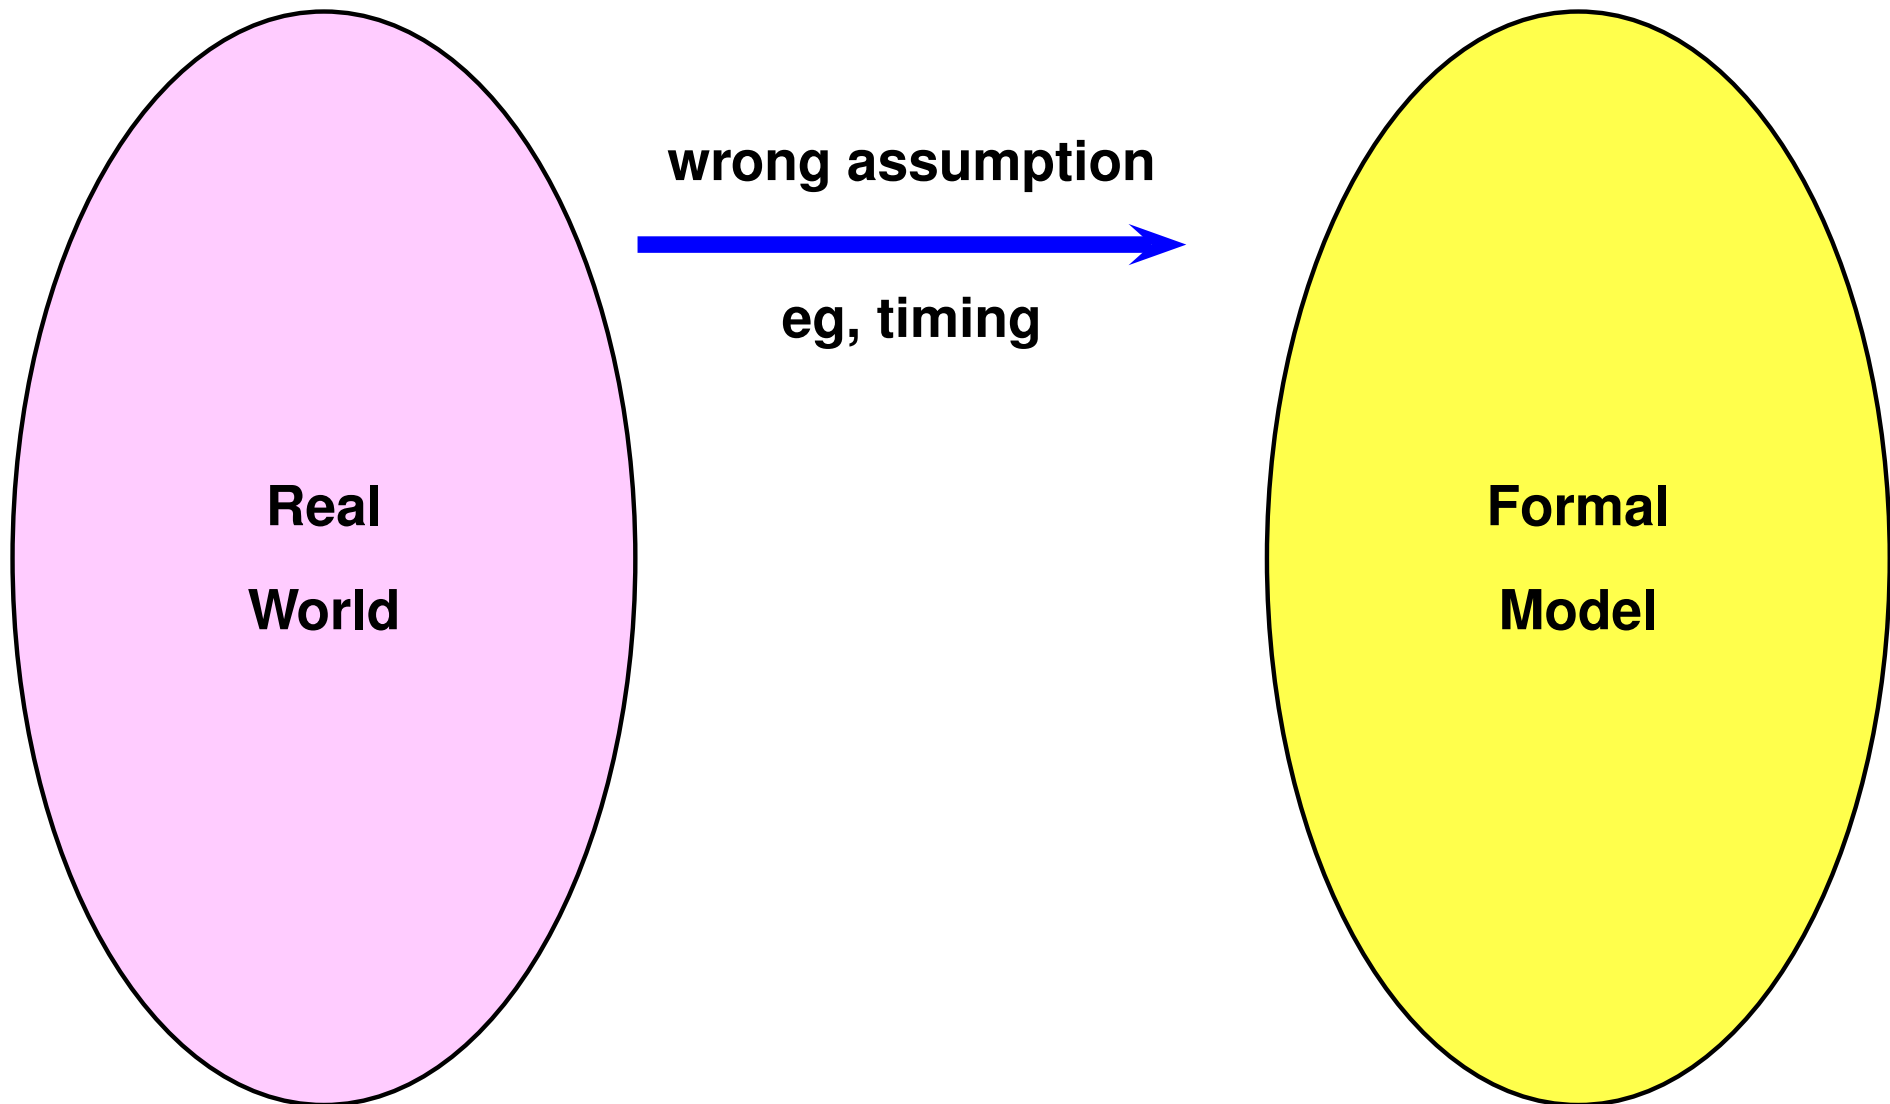 wrong assumption
eg, timing
Real
World
Formal
Model